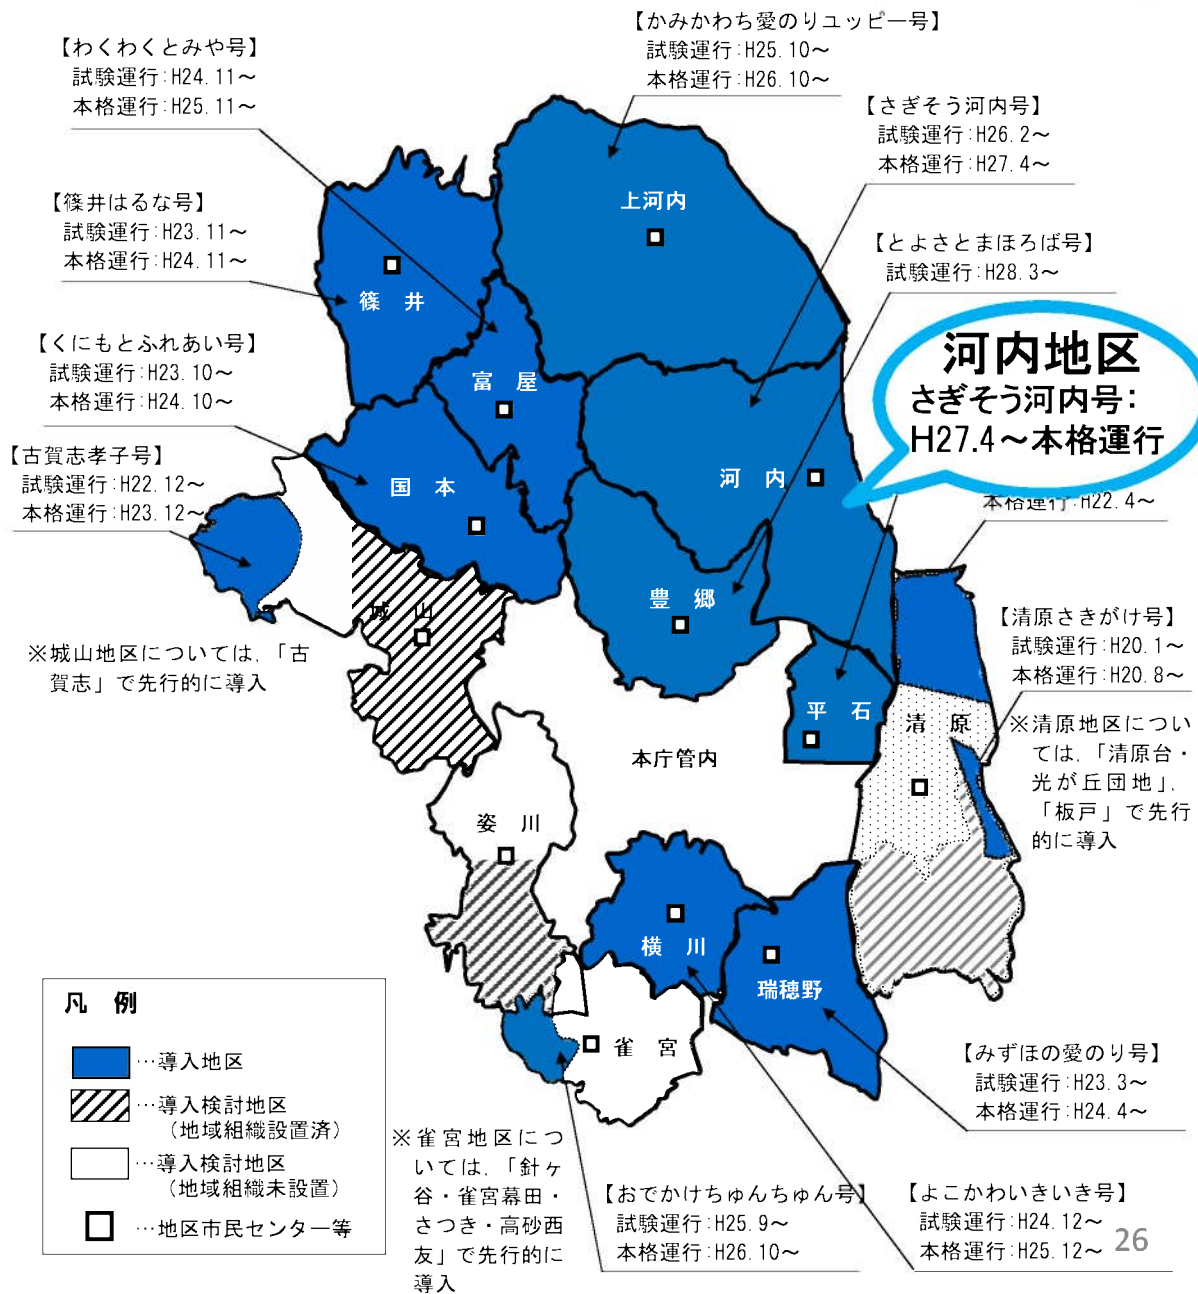 【かみかわち愛のりユッピー号】
試験運行:H25.10～
本格運行:H26.10～
【わくわくとみや号】
試験運行:H24.11～
本格運行:H25.11～
【さぎそう河内号】
試験運行:H26.2～
本格運行:H27.4～
【篠井はるな号】
試験運行:H23.11～
本格運行:H24.11～
【とよさとまほろば号】
試験運行:H28.3～
【くにもとふれあい号】
試験運行:H23.10～
本格運行:H24.10～
河内地区
さぎそう河内号:
H27.4～本格運行
【古賀志孝子号】
試験運行:H22.12～
本格運行:H23.12～
本格運行:H22.4～
上河内
篠 井
富 屋
国 本
河 内
城 山
豊 郷
平 石
清 原
本庁管内
姿 川
横 川
瑞穂野
雀 宮
※城山地区については、「古
賀志」で先行的に導入
【清原さきがけ号】
試験運行:H20.1～
本格運行:H20.8～
※清原地区につい
ては、「清原台・
光が丘団地」、
「板戸」で先行
的に導入
凡 例
…導入地区
…導入検討地区
（地域組織設置済）
…導入検討地区
（地域組織未設置）
…地区市民センター等
※雀宮地区につ
いては、「針ヶ
谷・雀宮幕田・
さつき・高砂西
友」で先行的に
導入
【みずほの愛のり号】
試験運行:H23.3～
本格運行:H24.4～
【おでかけちゅんちゅん号】
試験運行:H25.9～
本格運行:H26.10～
【よこかわいきいき号】
試験運行:H24.12～
本格運行:H25.12～
26